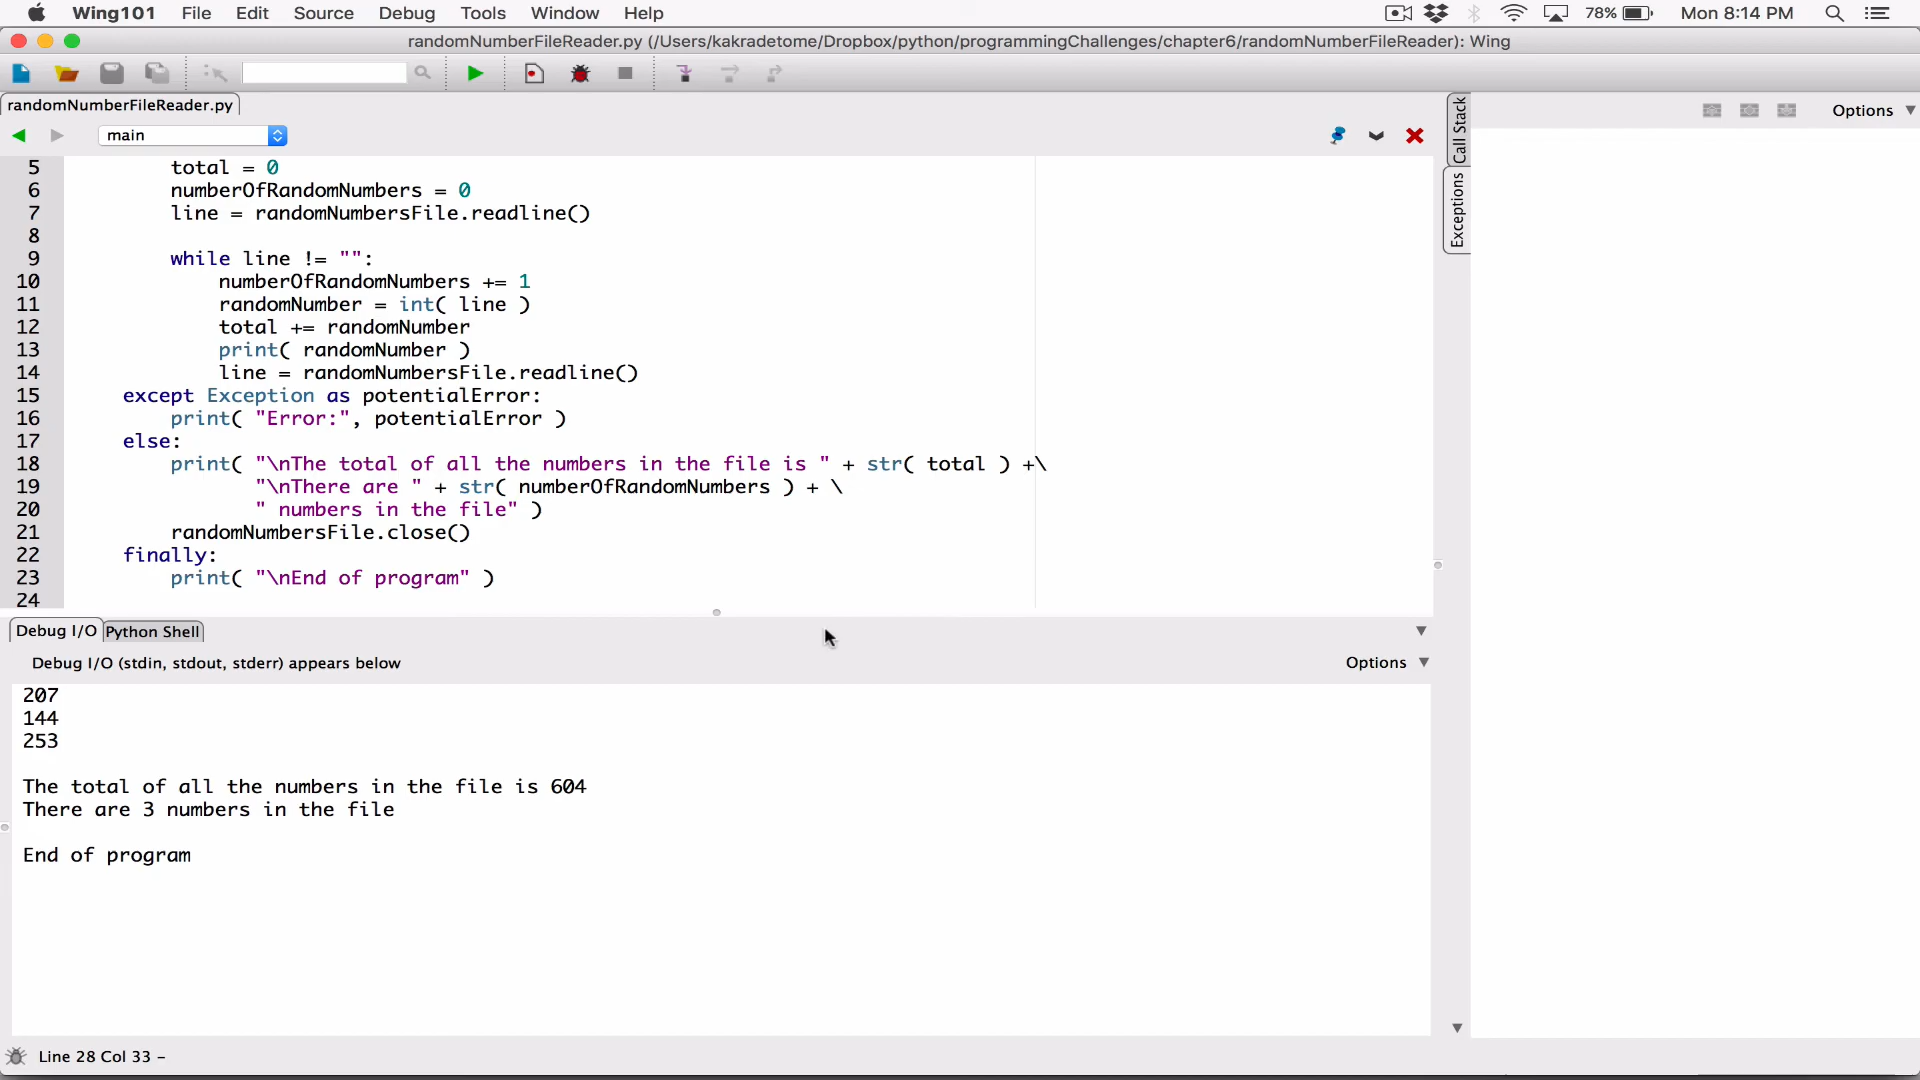 Wing101 File Edit Source Debug Tools Window Help 78% Mon 8:14 PM
randomNumberFileReader.py (/Users/kakradetome/Dropbox/python/programmingChallenges/chapter6/randomNumberFileReader): Wing
randomNumberFileReader.py
Options
main
5 total = 0
6 numberOfRandomNumbers = 0
7 line = randomNumbersFile.readline()
8
9 while line != "":
10 numberOfRandomNumbers += 1
11 randomNumber = int( line )
12 total += randomNumber
13 print( randomNumber )
14 line = randomNumbersFile.readline()
15 except Exception as potentialError:
16 print( "Error:", potentialError )
17 else:
18 print( "\nThe total of all the numbers in the file is " + str( total ) +\
19 "\nThere are " + str( numberOfRandomNumbers ) + \
20 " numbers in the file" )
21 randomNumbersFile.close()
22 finally:
23 print( "\nEnd of program" )
24
Call Stack
Exceptions
Debug I/O Python Shell
Debug I/O (stdin, stdout, stderr) appears below
Options
207
144
253
The total of all the numbers in the file is 604
There are 3 numbers in the file
End of program
Line 28 Col 33 –